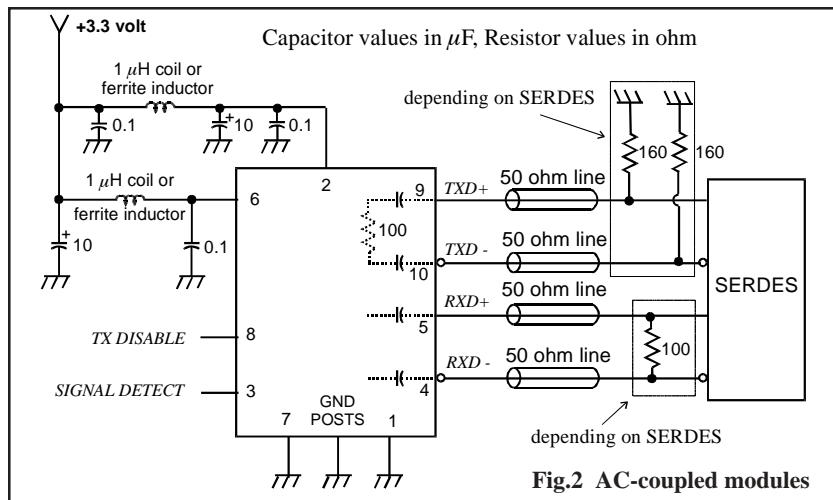 +3.3 volt
Capacitor values in µF, Resistor values in ohm
1 µH coil or
ferrite inductor
depending on SERDES
0.1
+
10
0.1
160
160
1 µH coil or
ferrite inductor
2
9
TXD+
50 ohm line
6
100
+
10
0.1
10
TXD -
50 ohm line
SERDES
RXD+
50 ohm line
5
TX DISABLE
8
100
RXD -
50 ohm line
SIGNAL DETECT
3
4
GND
POSTS
7
1
depending on SERDES
Fig.2 AC-coupled modules